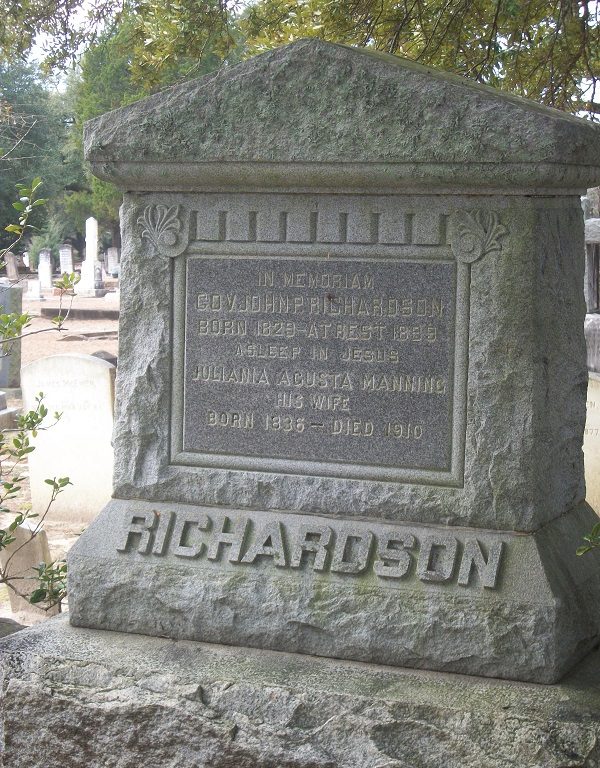 IN MEMORIAM
GOV. JOHN P. RICHARDSON
BORN 1829 - AT REST 1899
ASLEEP IN JESUS
JULIANA AGUSTA MANNING
HIS WIFE
BORN 1836 - DIED 1910
RICHARDSON